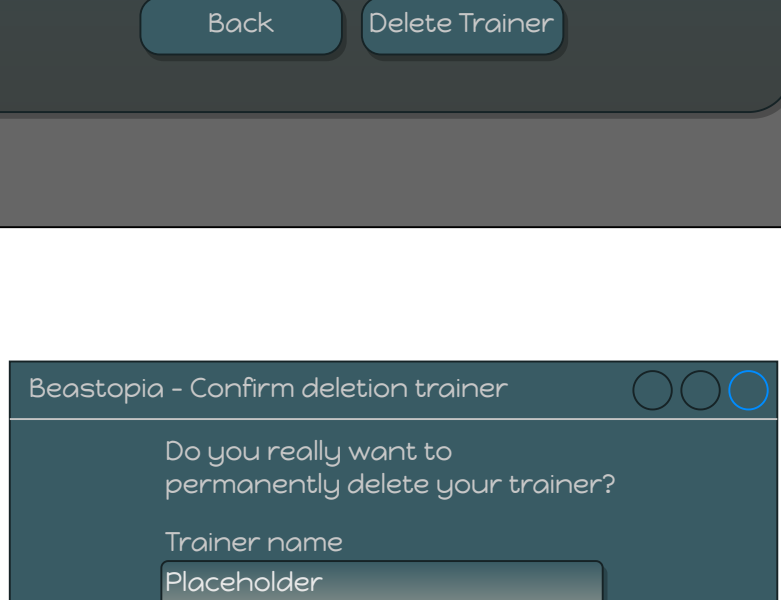 Back
Delete Trainer
Beastopia - Confirm deletion trainer
Do you really want to
permanently delete your trainer?
Trainer name
Placeholder